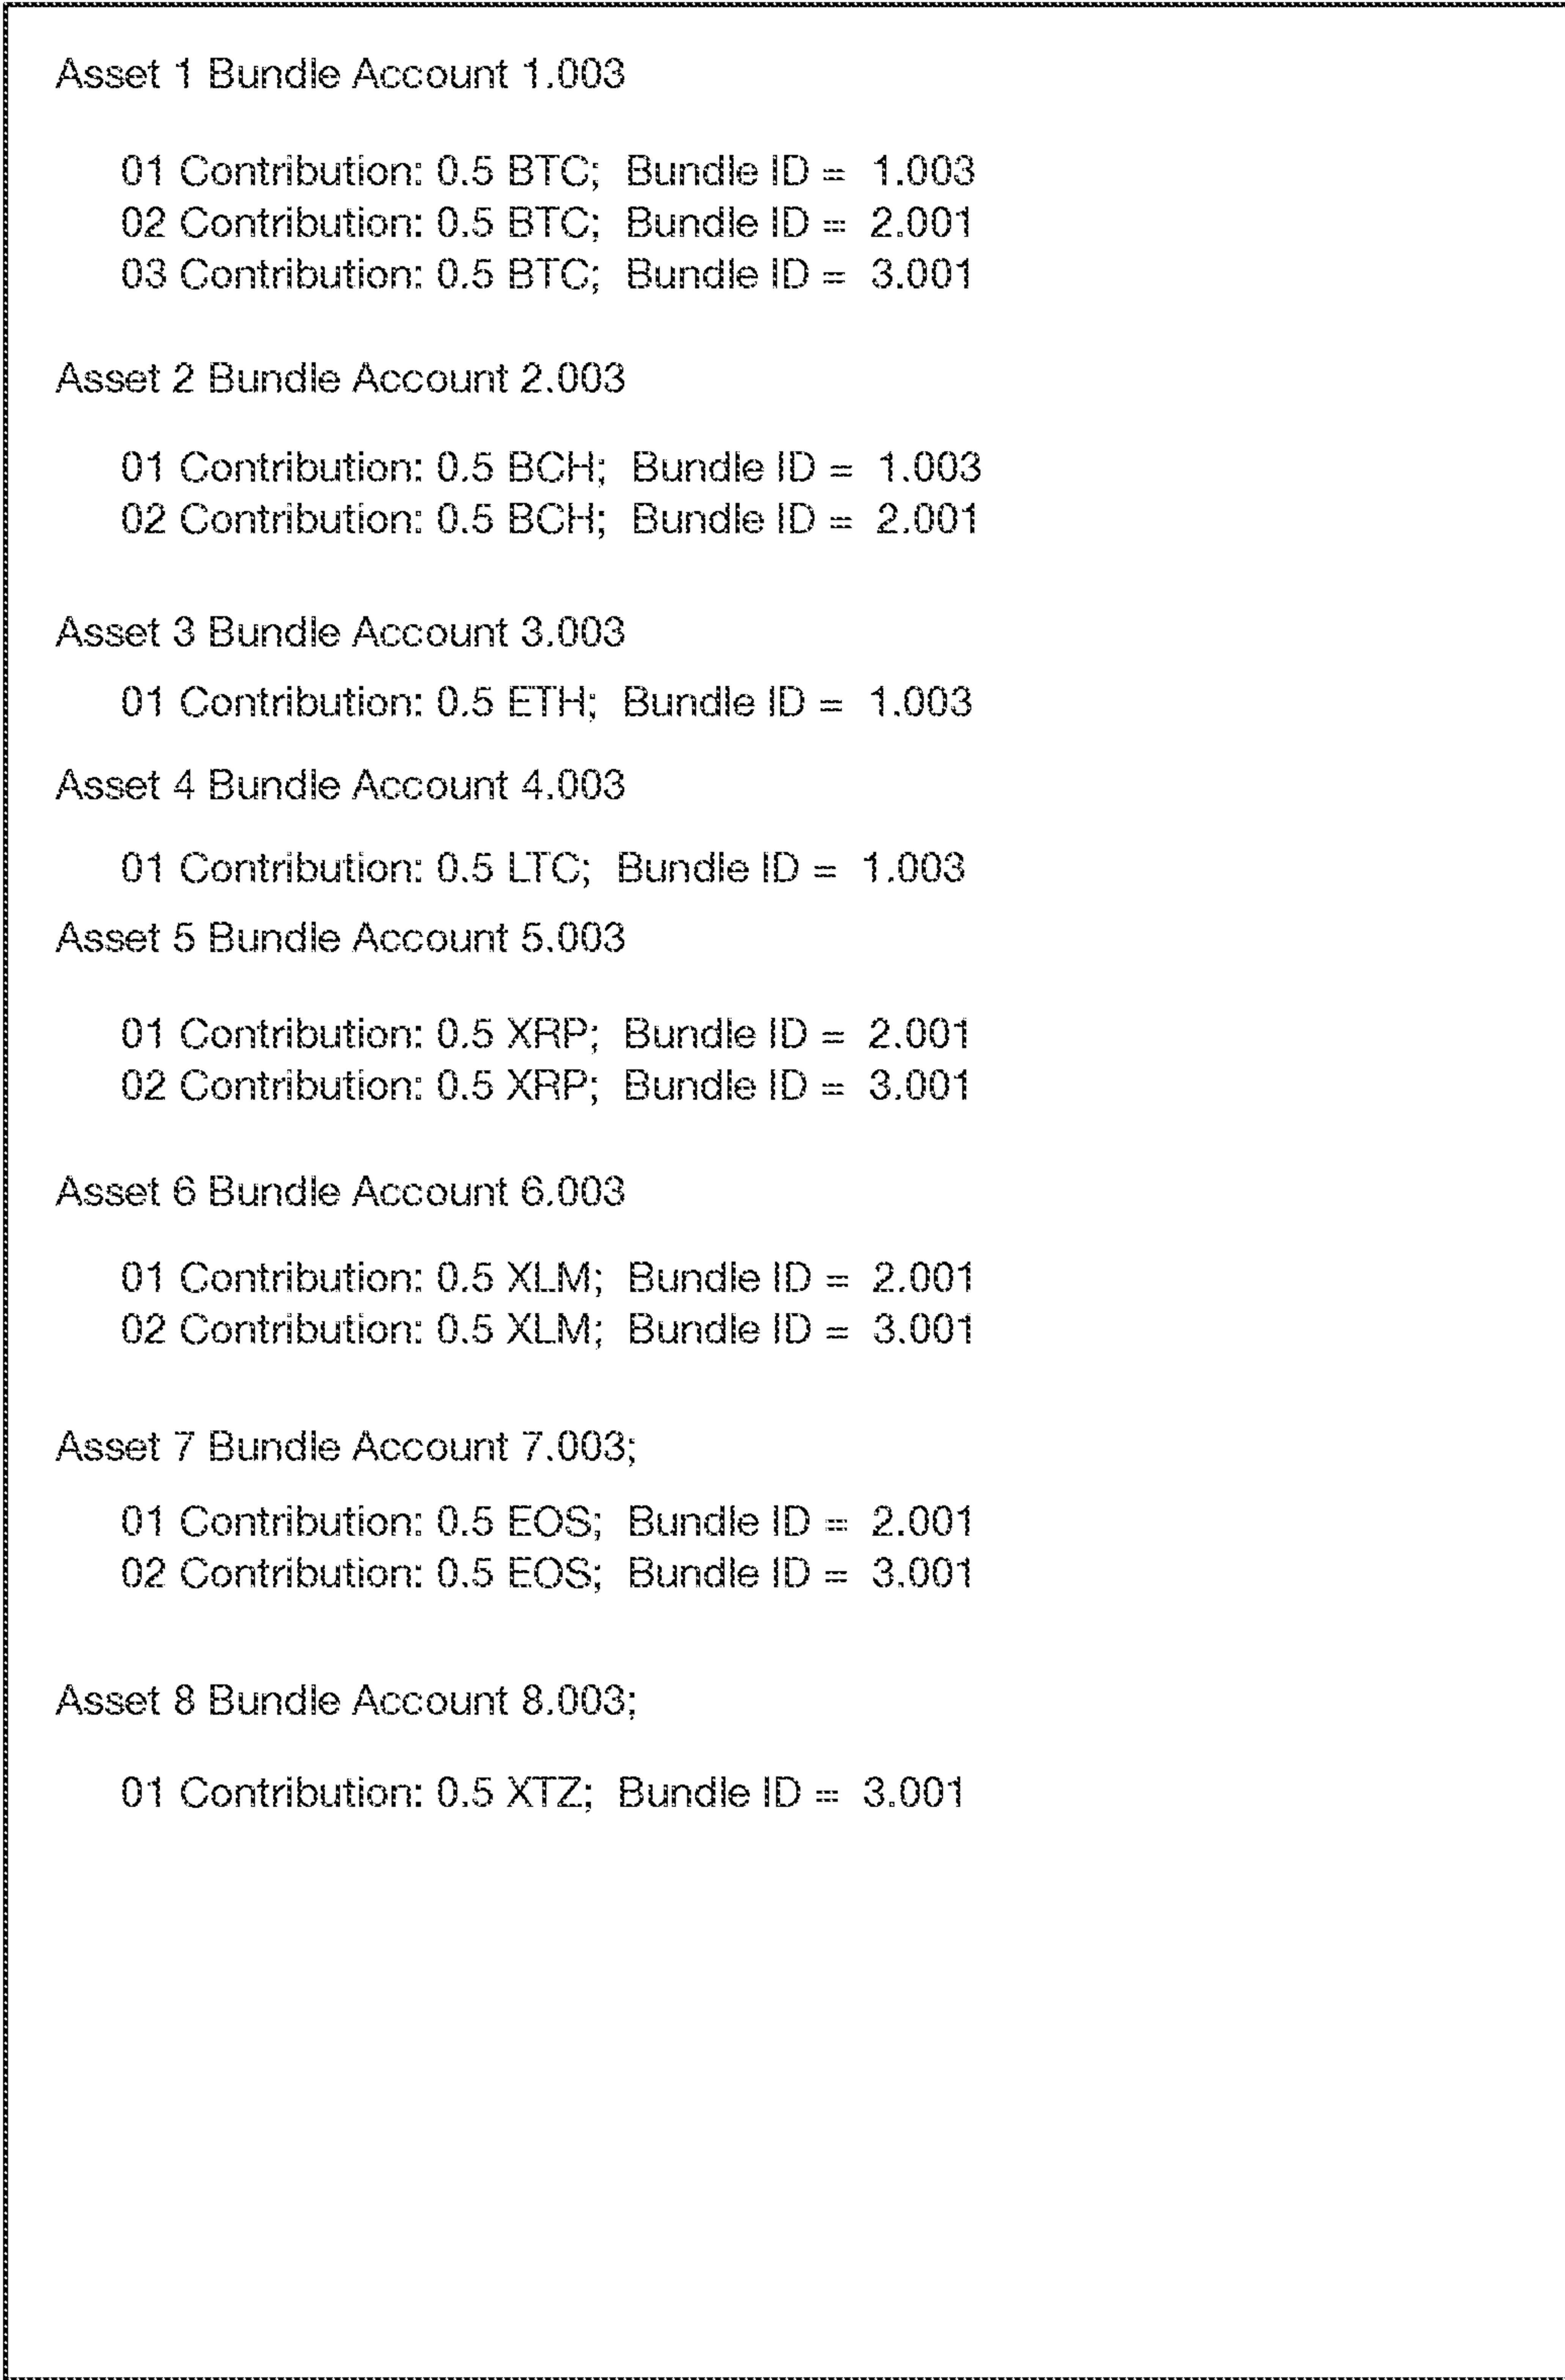 Asset 1 Bundle Account 1.003
01 Contribution: 0.5 BTC; Bundle ID = 1.003
02 Contribution: 0.5 BTC; Bundle ID = 2.001
03 Contribution: 0.5 BTC; Bundle ID = 3.001
Asset 2 Bundle Account 2.003
01 Contribution: 0.5 BCH; Bundle ID = 1.003
02 Contribution: 0.5 BCH; Bundle ID = 2.001
Asset 3 Bundle Account 3.003
01 Contribution: 0.5 ETH; Bundle ID = 1.003
Asset 4 Bundle Account 4.003
01 Contribution: 0.5 LTC; Bundle ID = 1.003
Asset 5 Bundle Account 5.003
01 Contribution: 0.5 XRP; Bundle ID = 2.001
02 Contribution: 0.5 XRP; Bundle ID = 3.001
Asset 6 Bundle Account 6.003
01 Contribution: 0.5 XLM; Bundle ID = 2.001
02 Contribution: 0.5 XLM; Bundle ID = 3.001
Asset 7 Bundle Account 7.003;
01 Contribution: 0.5 EOS; Bundle ID = 2.001
02 Contribution: 0.5 EOS; Bundle ID = 3.001
Asset 8 Bundle Account 8.003;
01 Contribution: 0.5 XTZ; Bundle ID = 3.001